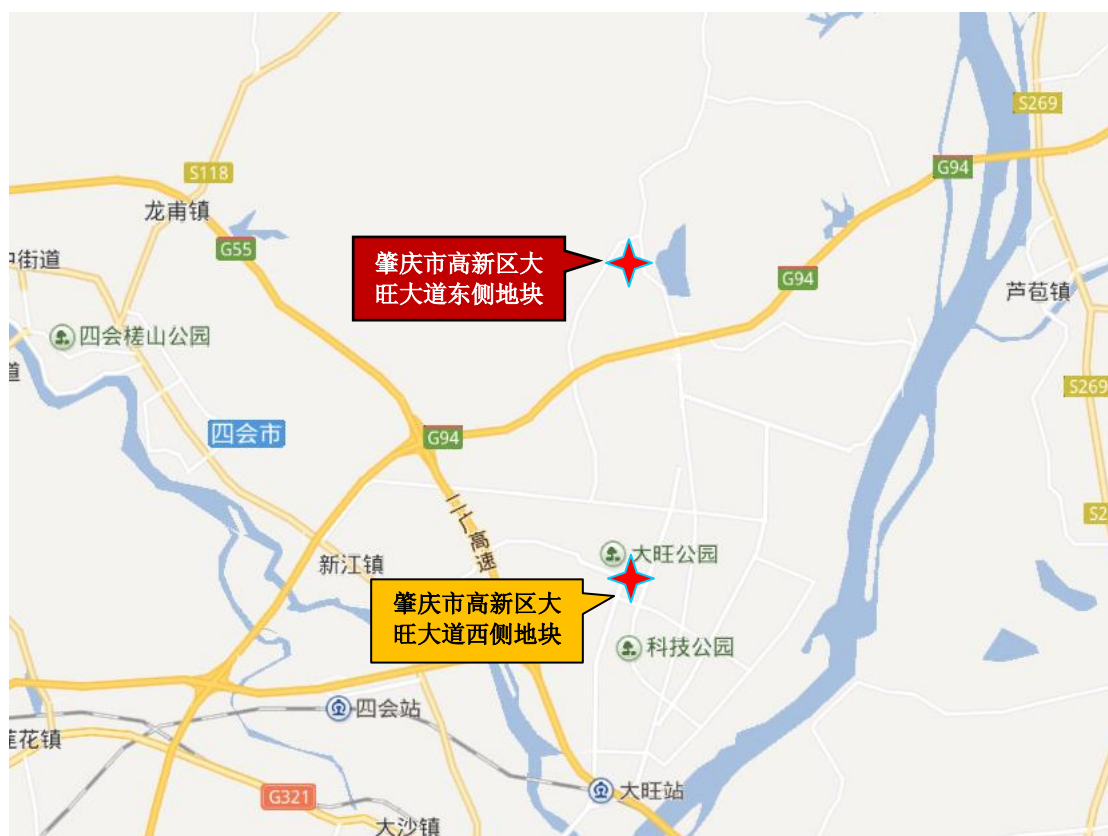 S269
G94
S118
龙甫镇
G55
中街道
肇庆市高新区大
旺大道东侧地块
G94
芦苞镇
四会槎山公园
道
S269
四会市
G94
二广高速
S2
大旺公园
新江镇
肇庆市高新区大
旺大道西侧地块
科技公园
四会站
莲花镇
大旺站
G321
大沙镇